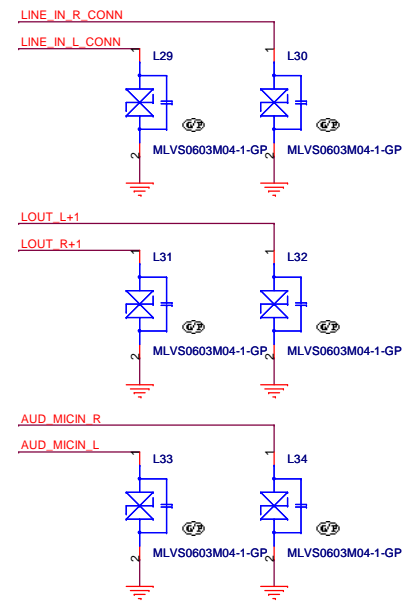 LINE_IN_R_CONN
LINE_IN_L_CONN
1 L29 1 L30
G/P G/P
2 MLVS0603M04-1-GP 2 MLVS0603M04-1-GP
LOUT_L+1
LOUT_R+1
1 L31 1 L32
G/P G/P
2 MLVS0603M04-1-GP 2 MLVS0603M04-1-GP
AUD_MICIN_R
AUD_MICIN_L
1 L33 1 L34
G/P G/P
2 MLVS0603M04-1-GP 2 MLVS0603M04-1-GP